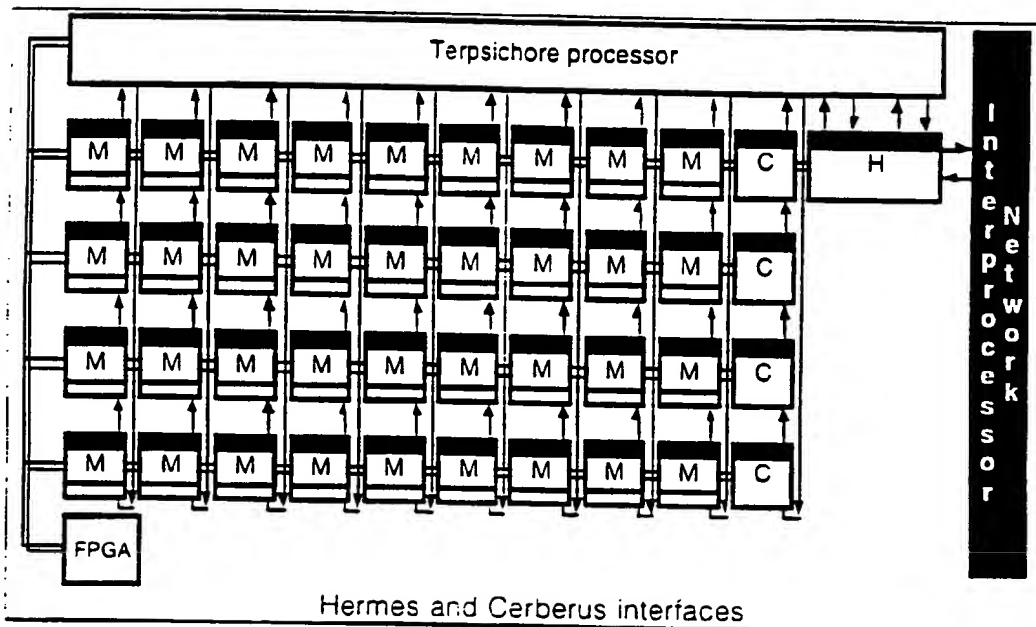 Terpsichore processor
M M M M M M M M M C H
M M M M M M M M M C
M M M M M M M M M C
M M M M M M M M M C
FPGA
Interprocessor
Network
Hermes and Cerberus interfaces